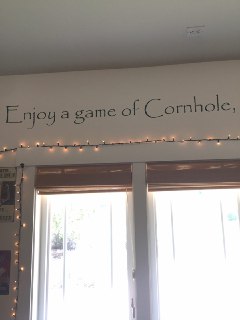 Enjoy a game of Cornhole,